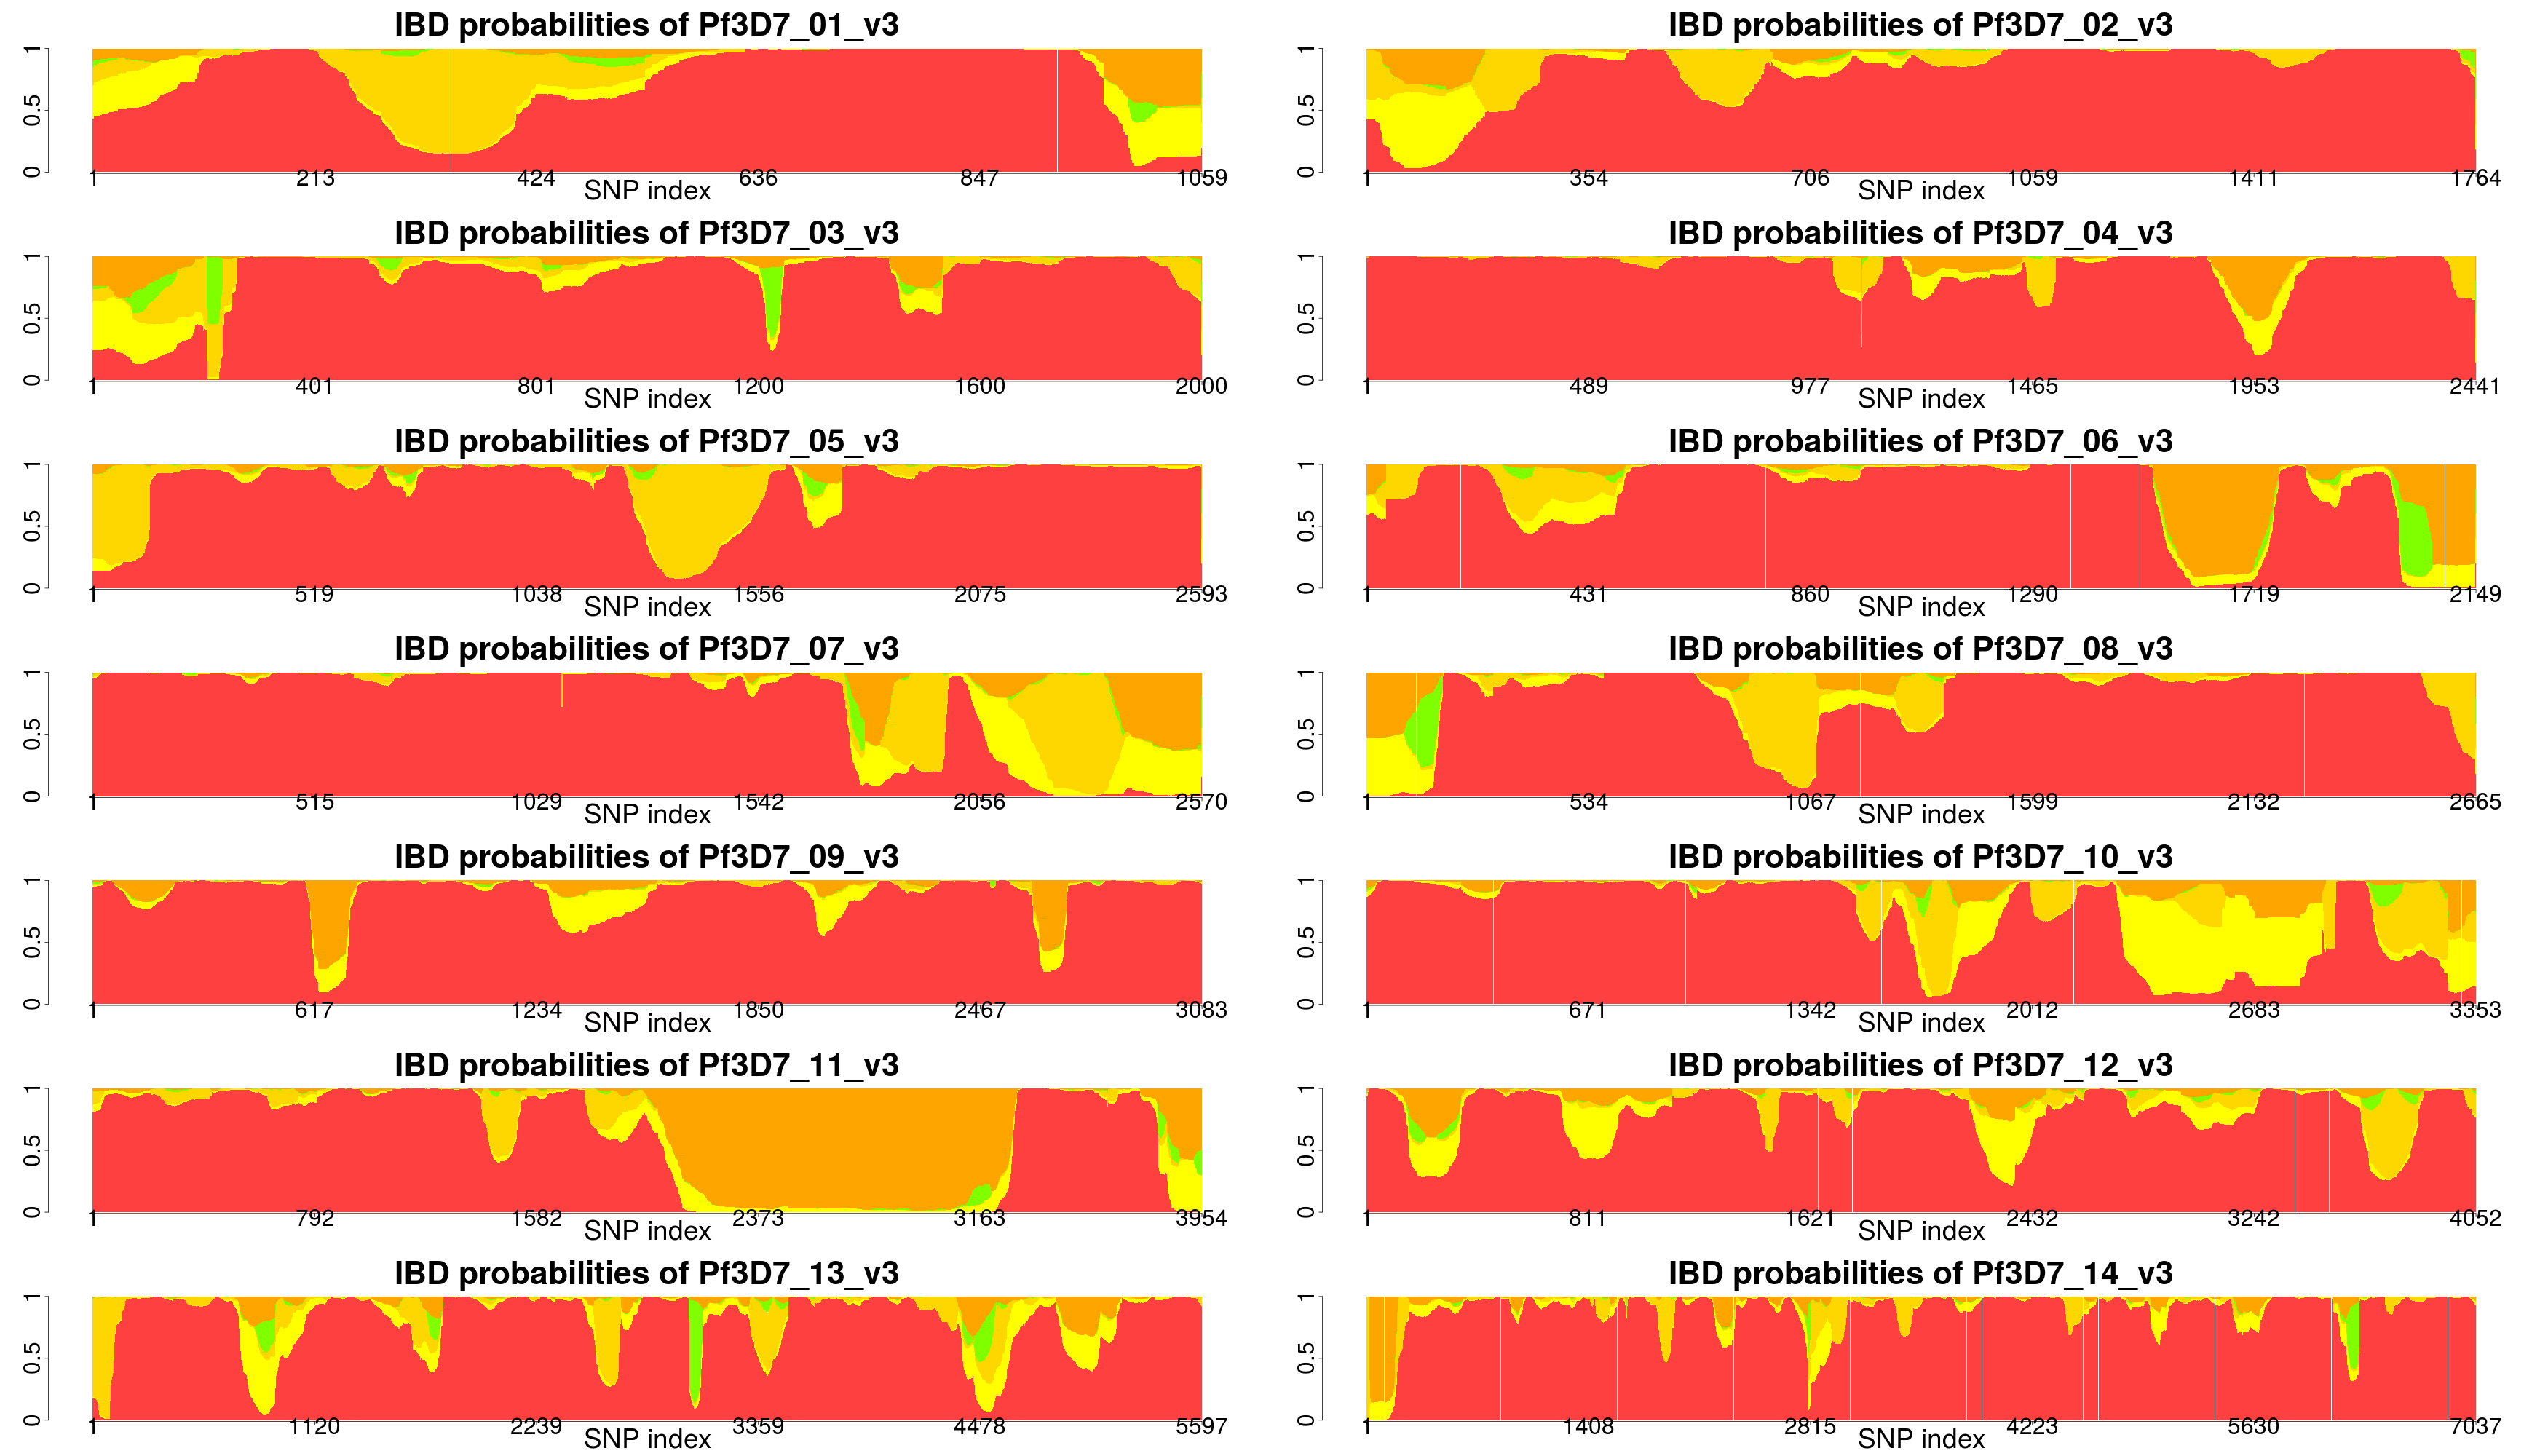 IBD probabilities of Pf3D7_01_v3
1
0.5
0
1 213 424 636 847 1059
SNP index
IBD probabilities of Pf3D7_02_v3
1
0.5
0
1 354 706 1059 1411 1764
SNP index
IBD probabilities of Pf3D7_03_v3
1
0.5
0
1 401 801 1200 1600 2000
SNP index
IBD probabilities of Pf3D7_04_v3
1
0.5
0
1 489 977 1465 1953 2441
SNP index
IBD probabilities of Pf3D7_05_v3
1
0.5
0
1 519 1038 1556 2075 2593
SNP index
IBD probabilities of Pf3D7_06_v3
1
0.5
0
1 431 860 1290 1719 2149
SNP index
IBD probabilities of Pf3D7_07_v3
1
0.5
0
1 515 1029 1542 2056 2570
SNP index
IBD probabilities of Pf3D7_08_v3
1
0.5
0
1 534 1067 1599 2132 2665
SNP index
IBD probabilities of Pf3D7_09_v3
1
0.5
0
1 617 1234 1850 2467 3083
SNP index
IBD probabilities of Pf3D7_10_v3
1
0.5
0
1 671 1342 2012 2683 3353
SNP index
IBD probabilities of Pf3D7_11_v3
1
0.5
0
1 792 1582 2373 3163 3954
SNP index
IBD probabilities of Pf3D7_12_v3
1
0.5
0
1 811 1621 2432 3242 4052
SNP index
IBD probabilities of Pf3D7_13_v3
1
0.5
0
1 1120 2239 3359 4478 5597
SNP index
IBD probabilities of Pf3D7_14_v3
1
0.5
0
1 1408 2815 4223 5630 7037
SNP index